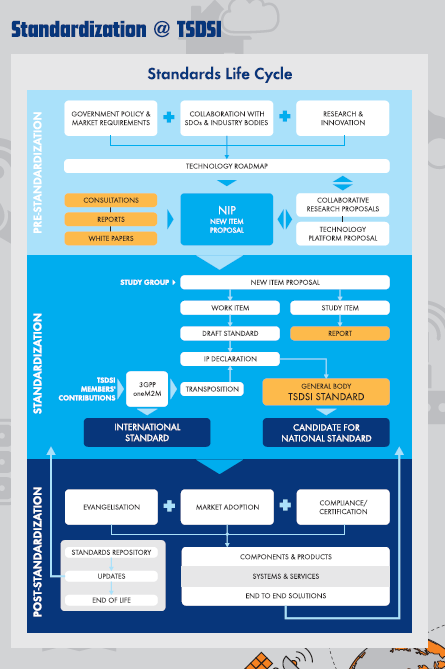 Standardization @ TSDSI
Standards Life Cycle
PRE-STANDARDIZATION
GOVERNMENT POLICY &
MARKET REQUIREMENTS
COLLABORATION WITH
SDOs & INDUSTRY BODIES
RESEARCH &
INNOVATION
TECHNOLOGY ROADMAP
CONSULTATIONS
REPORTS
WHITE PAPERS
NIP
NEW ITEM
PROPOSAL
COLLABORATIVE
RESEARCH PROPOSALS
TECHNOLOGY
PLATFORM PROPOSAL
STANDARDIZATION
STUDY GROUP
NEW ITEM PROPOSAL
WORK ITEM
STUDY ITEM
DRAFT STANDARD
REPORT
IP DECLARATION
TSDSI
MEMBERS'
CONTRIBUTIONS
3GPP
oneM2M
TRANSPOSITION
GENERAL BODY
TSDSI STANDARD
INTERNATIONAL
STANDARD
CANDIDATE FOR
NATIONAL STANDARD
POST-STANDARDIZATION
EVANGELISATION
MARKET ADOPTION
COMPLIANCE/
CERTIFICATION
STANDARDS REPOSITORY
UPDATES
END OF LIFE
COMPONENTS & PRODUCTS
SYSTEMS & SERVICES
END TO END SOLUTIONS